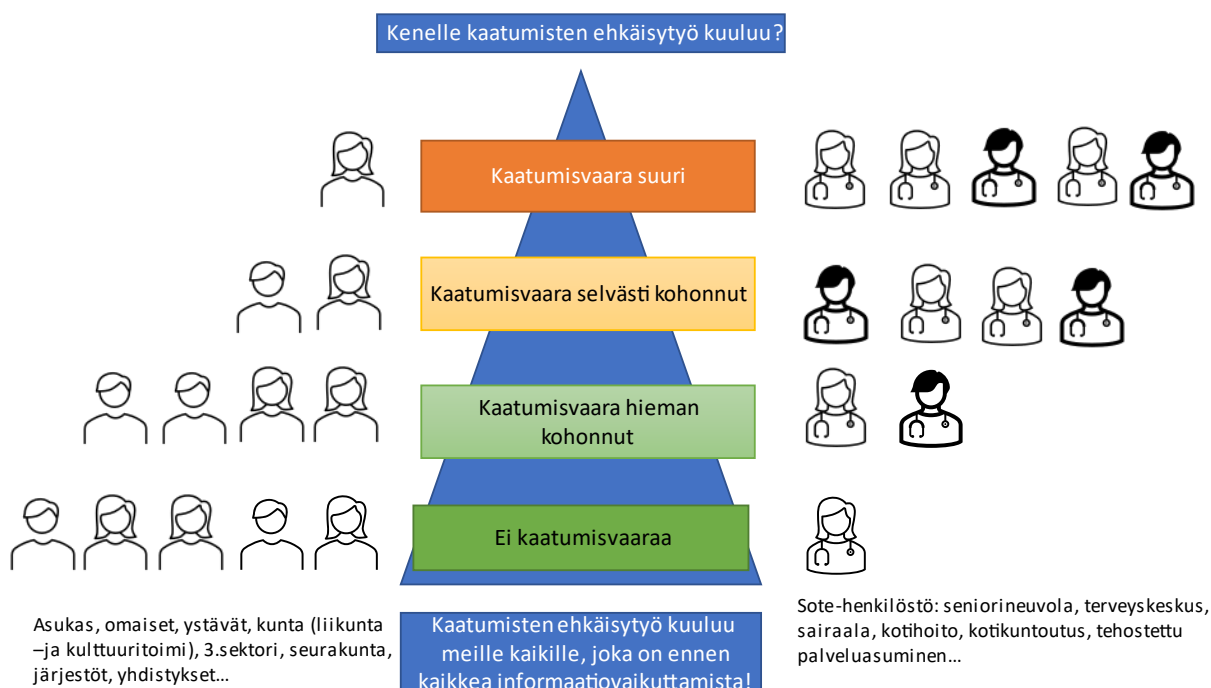 Kenelle kaatumisten ehkäisytyö kuuluu?
Kaatumisvaara suuri
Kaatumisvaara selvästi kohonnut
Kaatumisvaara hieman
kohonnut
Ei kaatumisvaaraa
Asukas, omaiset, ystävät, kunta (liikunta
–ja kulttuuritoimi), 3.sektori, seurakunta,
järjestöt, yhdistykset…
Kaatumisten ehkäisytyö kuuluu
meille kaikille, joka on ennen
kaikkea informaatiovaikuttamista!
Sote-henkilöstö: seniorineuvola, terveyskeskus,
sairaala, kotihoito, kotikuntoutus, tehostettu
palveluasuminen…